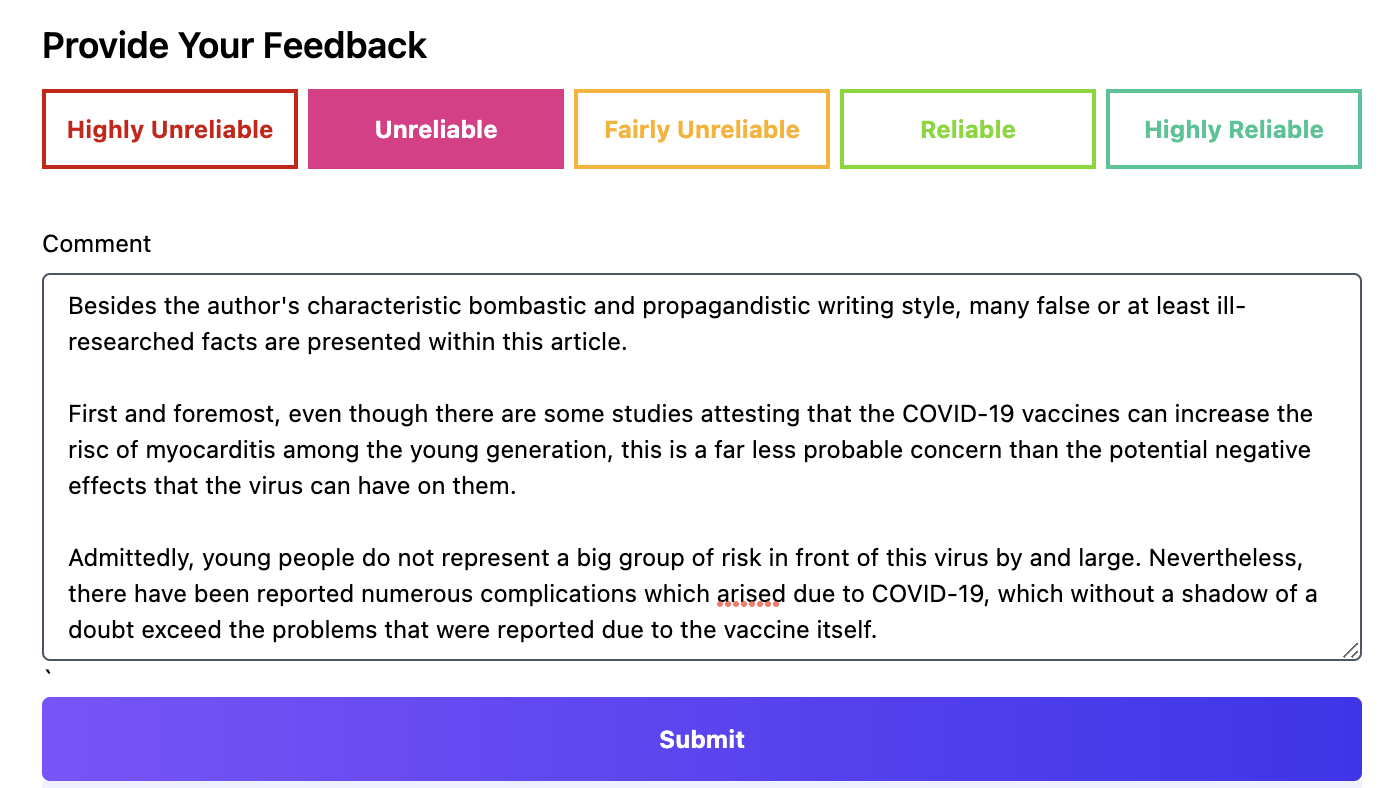 Provide Your Feedback
Highly Unreliable
Unreliable
Fairly Unreliable
Reliable
Highly Reliable
Comment
Besides the author's characteristic bombastic and propagandistic writing style, many false or at least ill-
researched facts are presented within this article.
First and foremost, even though there are some studies attesting that the COVID-19 vaccines can increase the
risc of myocarditis among the young generation, this is a far less probable concern than the potential negative
effects that the virus can have on them.
Admittedly, young people do not represent a big group of risk in front of this virus by and large. Nevertheless,
there have been reported numerous complications which arised due to COVID-19, which without a shadow of a
doubt exceed the problems that were reported due to the vaccine itself.
`
Submit